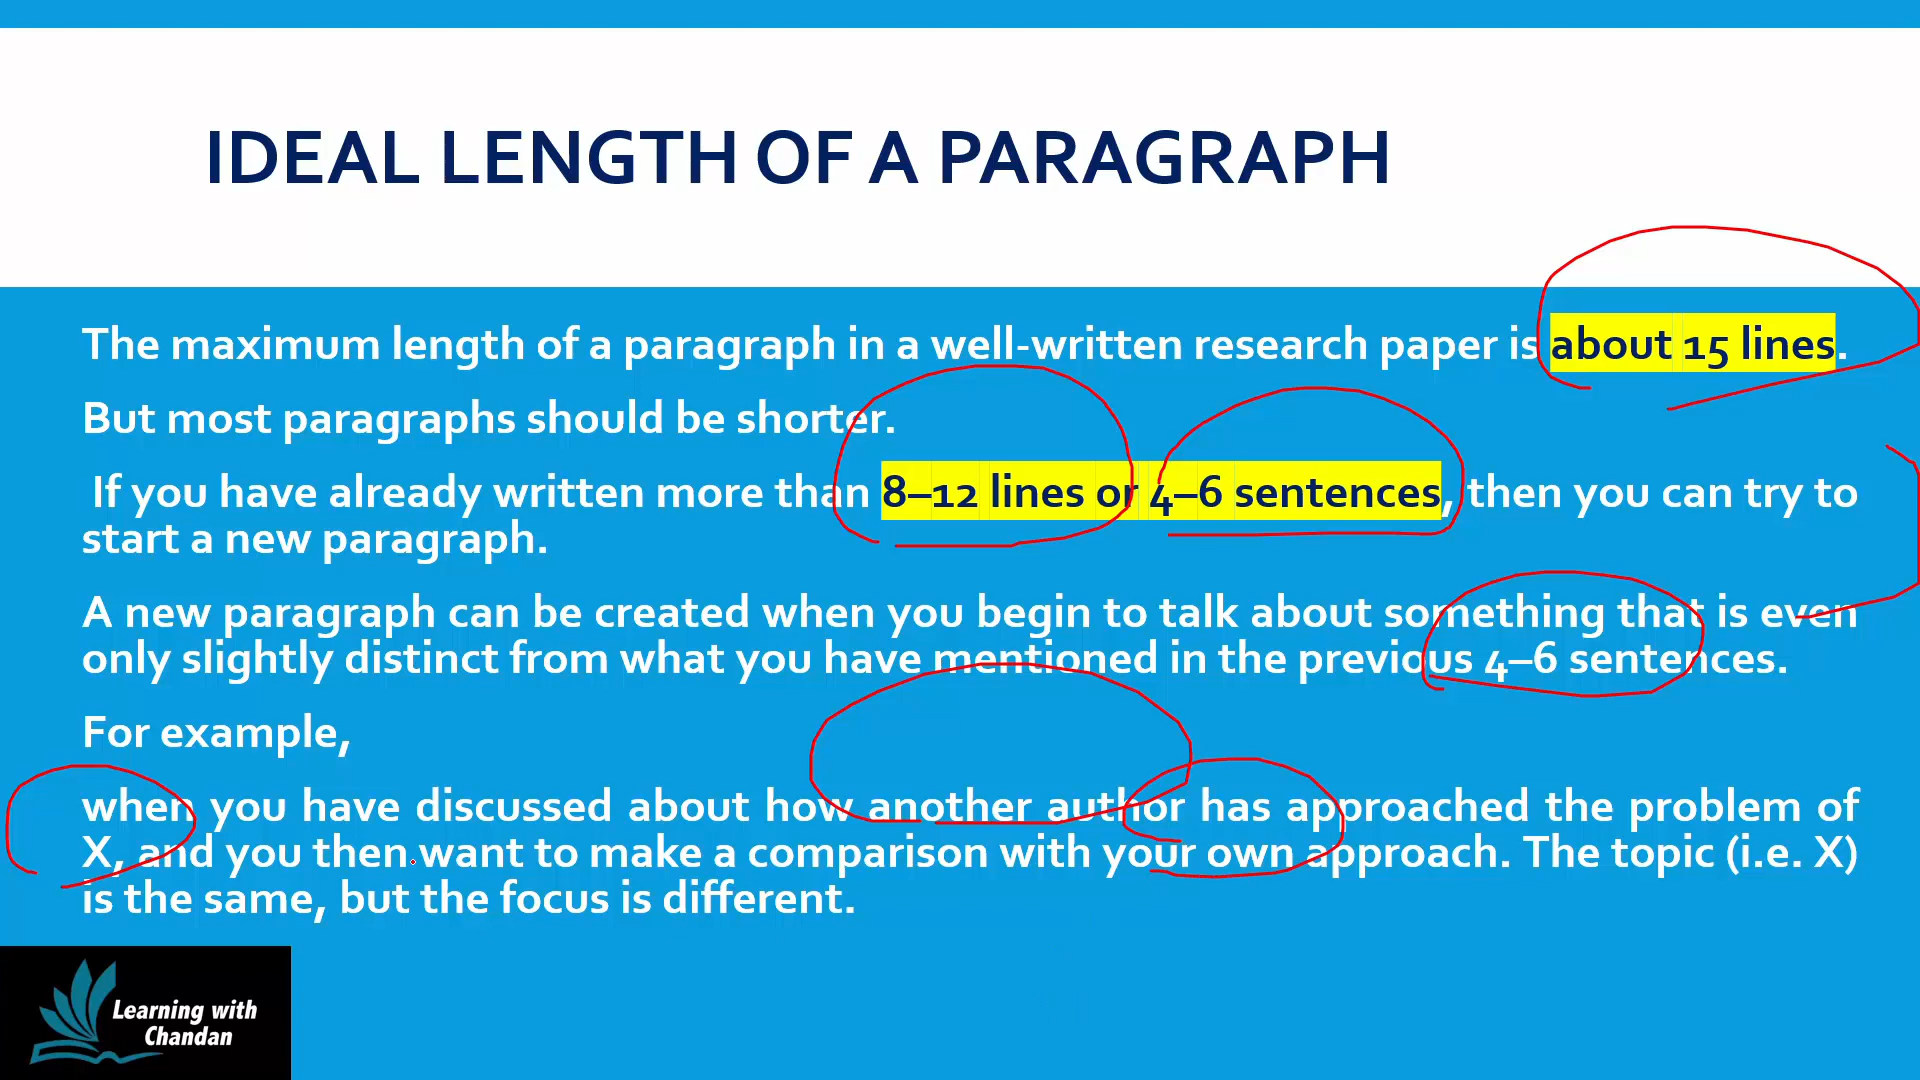 IDEAL LENGTH OF A PARAGRAPH
The maximum length of a paragraph in a well-written research paper is about 15 lines.
But most paragraphs should be shorter.
If you have already written more than 8–12 lines or 4–6 sentences, then you can try to
start a new paragraph.
A new paragraph can be created when you begin to talk about something that is even
only slightly distinct from what you have mentioned in the previous 4–6 sentences.
For example,
when you have discussed about how another author has approached the problem of
X, and you then want to make a comparison with your own approach. The topic (i.e. X)
is the same, but the focus is different.
Learning with
Chandan